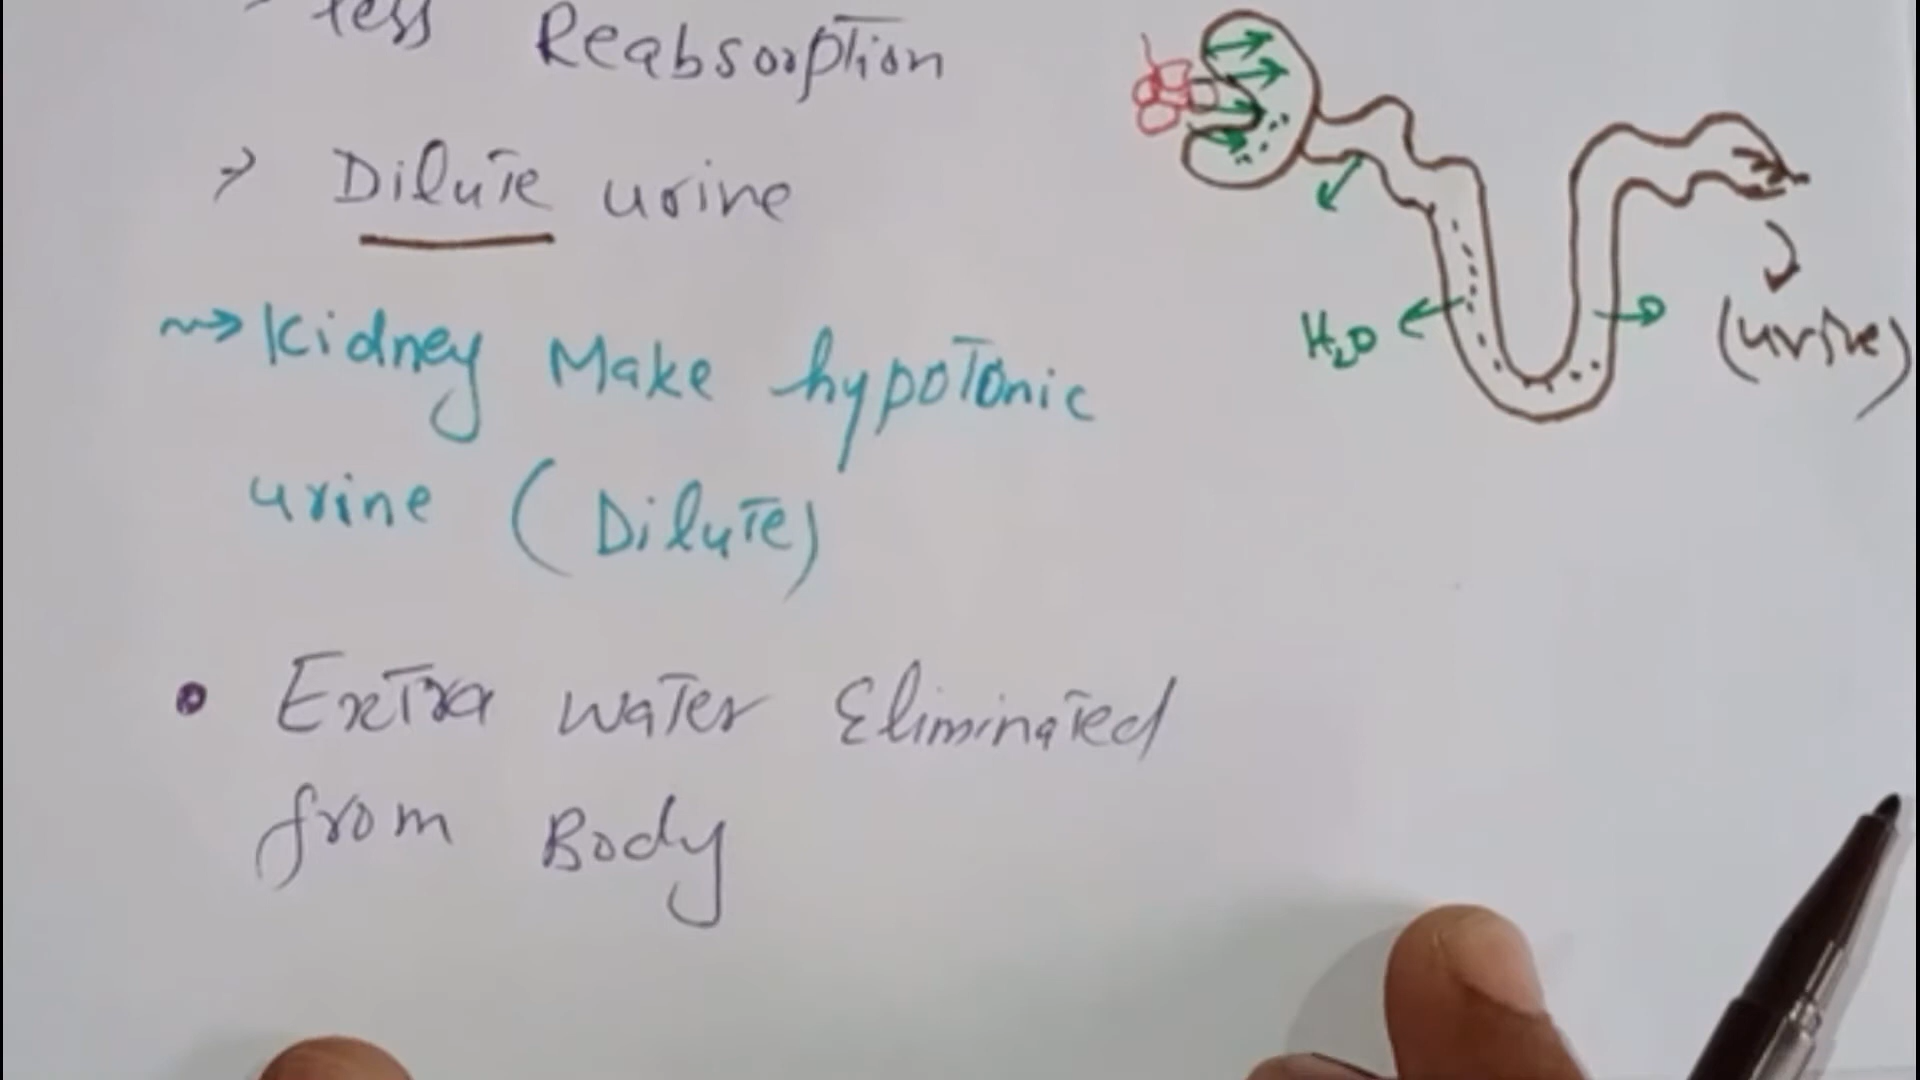 less Reabsorption
Dilute urine
Kidney Make hypotonic
urine (Dilute)
• Extra water Eliminated
from Body
H₂O
(urine)